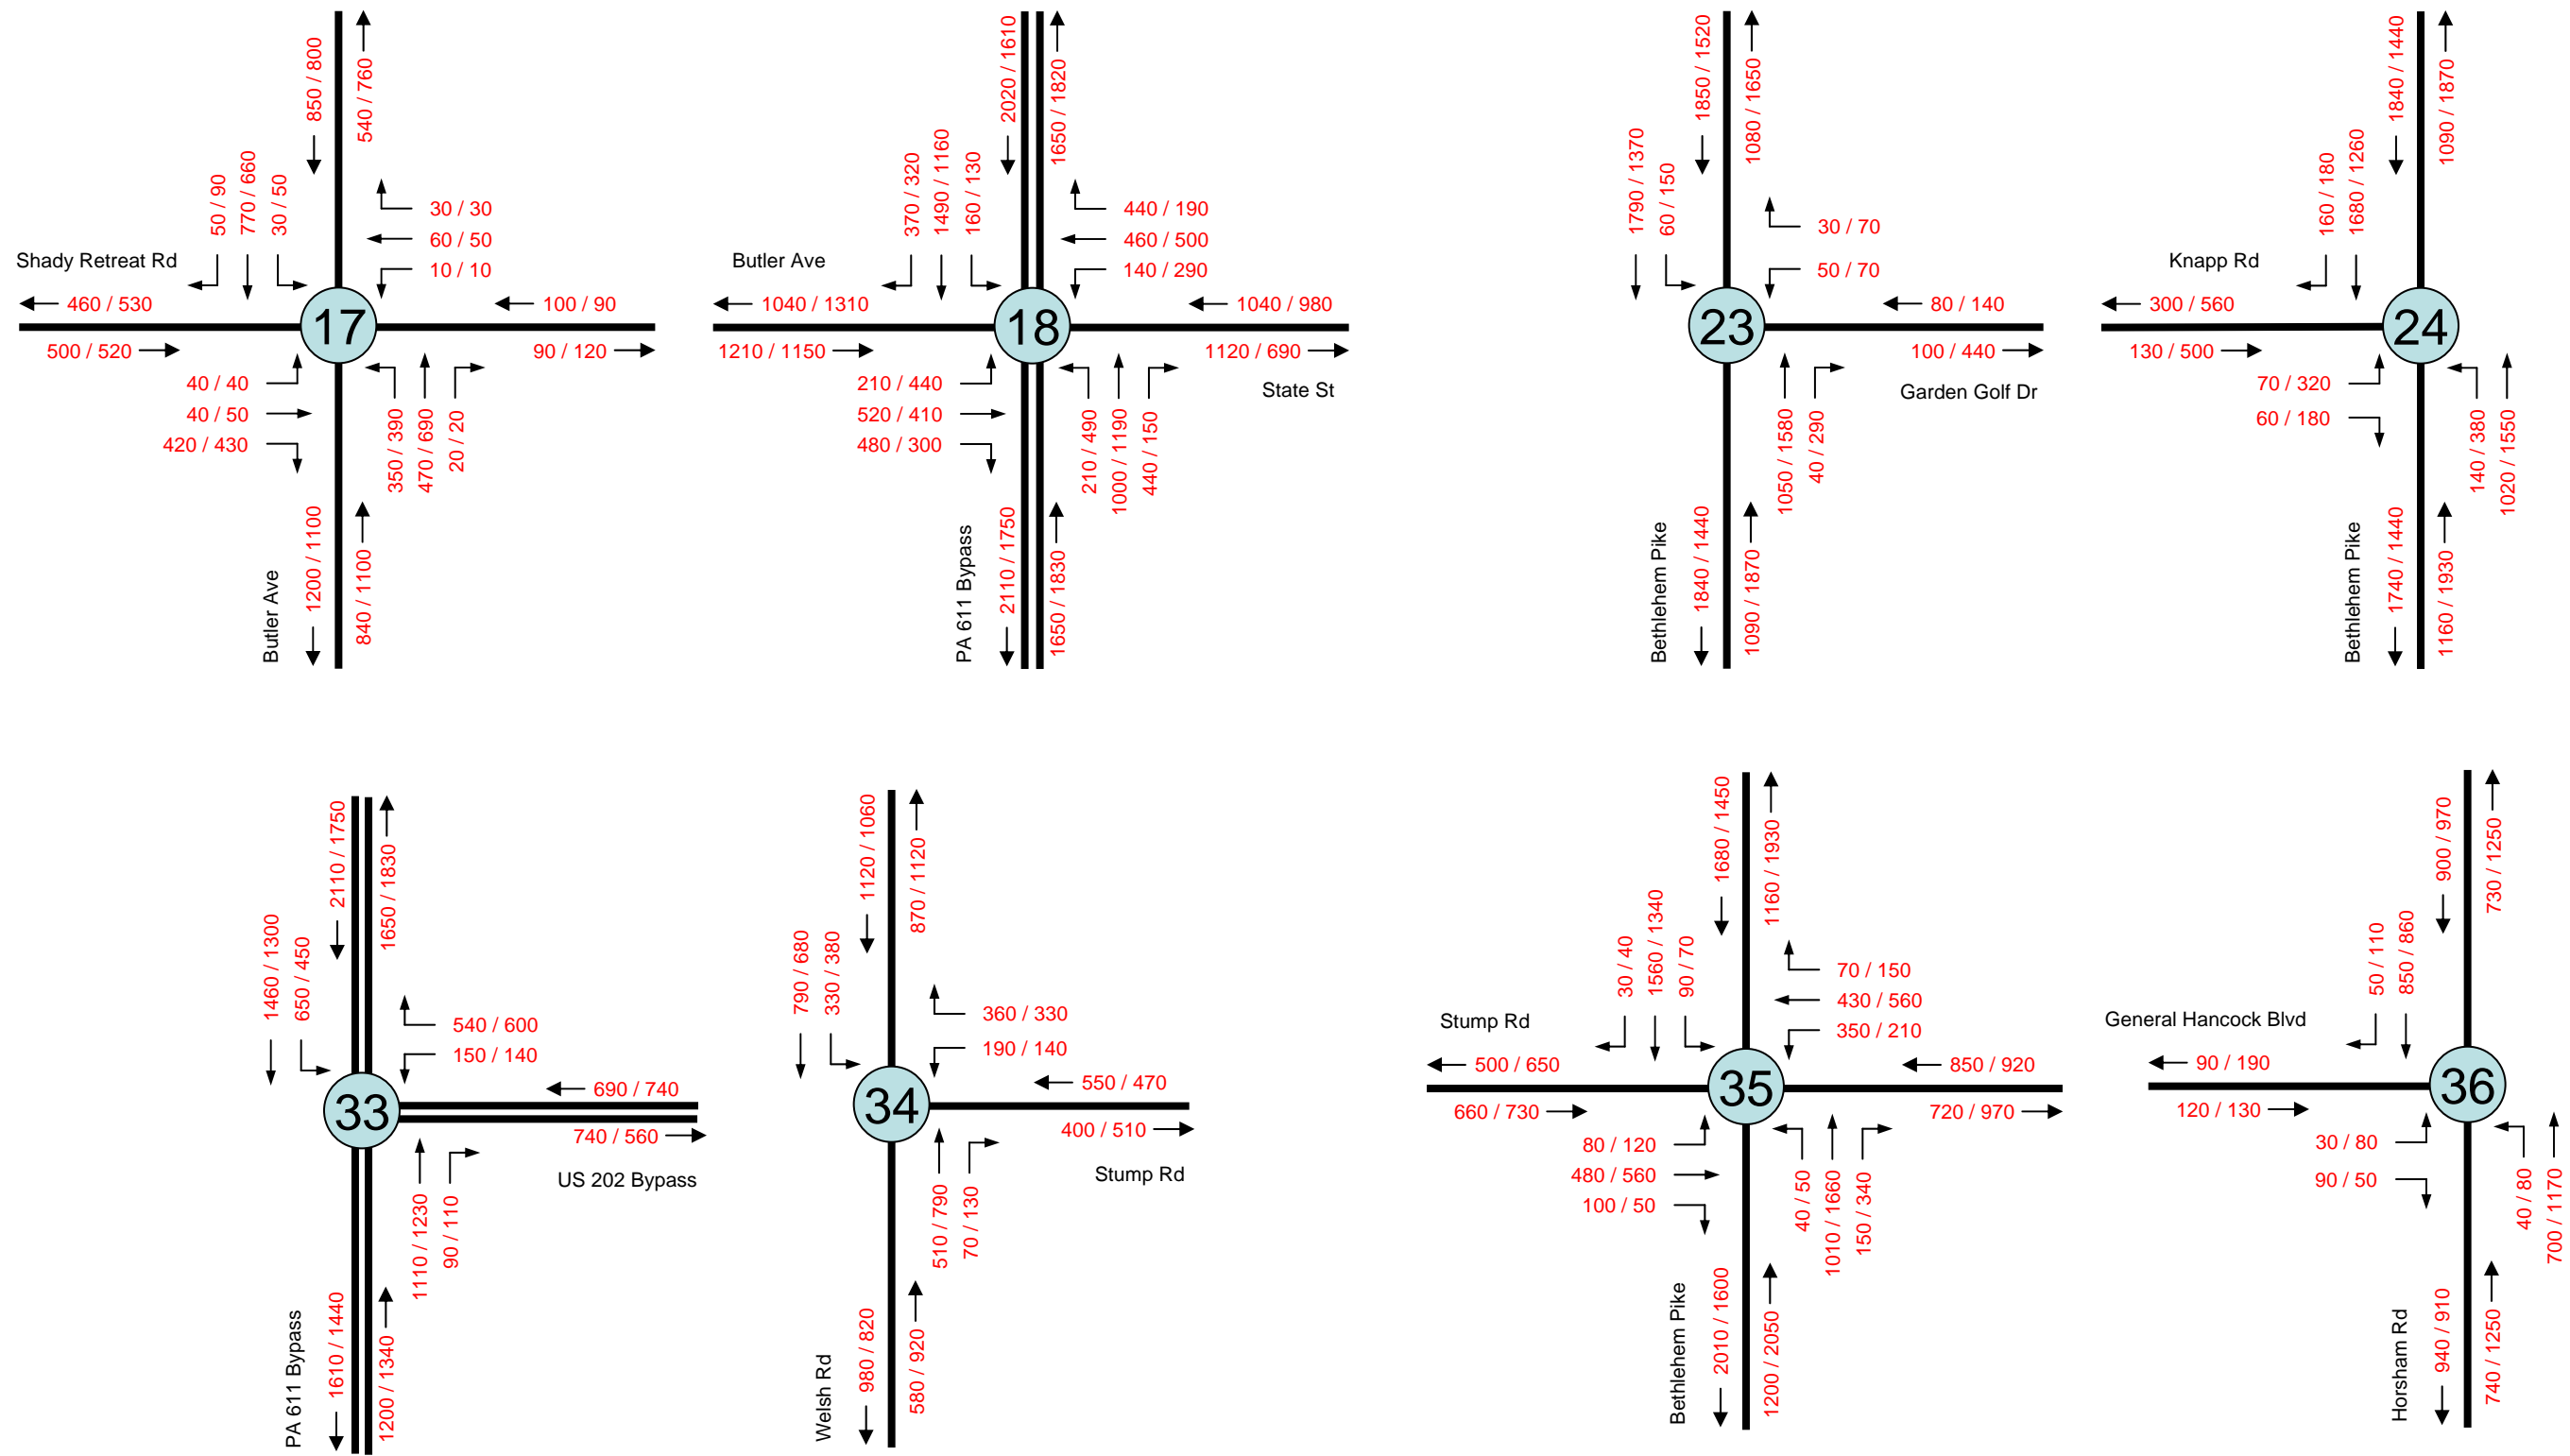 850 / 800
540 / 760
50 / 90
770 / 660
30 / 50
30 / 30
60 / 50
10 / 10
Shady Retreat Rd
460 / 530
100 / 90
17
500 / 520
90 / 120
40 / 40
40 / 50
420 / 430
350 / 390
470 / 690
20 / 20
Butler Ave
1200 / 1100
840 / 1100
2020 / 1610
1650 / 1820
370 / 320
1490 / 1160
160 / 130
440 / 190
460 / 500
140 / 290
Butler Ave
1040 / 1310
1040 / 980
18
1210 / 1150
1120 / 690
State St
210 / 440
520 / 410
480 / 300
210 / 490
1000 / 1190
440 / 150
PA 611 Bypass
2110 / 1750
1650 / 1830
1850 / 1520
1080 / 1650
1790 / 1370
60 / 150
30 / 70
50 / 70
80 / 140
23
100 / 440
Garden Golf Dr
1050 / 1580
40 / 290
Bethlehem Pike
1840 / 1440
1090 / 1870
1840 / 1440
1090 / 1870
160 / 180
1680 / 1260
Knapp Rd
300 / 560
24
130 / 500
70 / 320
60 / 180
140 / 380
1020 / 1550
Bethlehem Pike
1740 / 1440
1160 / 1930
2110 / 1750
1650 / 1830
1460 / 1300
650 / 450
540 / 600
150 / 140
690 / 740
33
740 / 560
US 202 Bypass
1110 / 1230
90 / 110
PA 611 Bypass
1610 / 1440
1200 / 1340
1120 / 1060
870 / 1120
790 / 680
330 / 380
360 / 330
190 / 140
550 / 470
34
400 / 510
Stump Rd
510 / 790
70 / 130
Welsh Rd
980 / 820
580 / 920
1680 / 1450
1160 / 1930
30 / 40
1560 / 1340
90 / 70
70 / 150
430 / 560
350 / 210
Stump Rd
500 / 650
850 / 920
35
660 / 730
720 / 970
80 / 120
480 / 560
100 / 50
40 / 50
1010 / 1660
150 / 340
Bethlehem Pike
2010 / 1600
1200 / 2050
900 / 970
730 / 1250
50 / 110
850 / 860
General Hancock Blvd
90 / 190
36
120 / 130
30 / 80
90 / 50
40 / 80
700 / 1170
Horsham Rd
940 / 910
740 / 1250